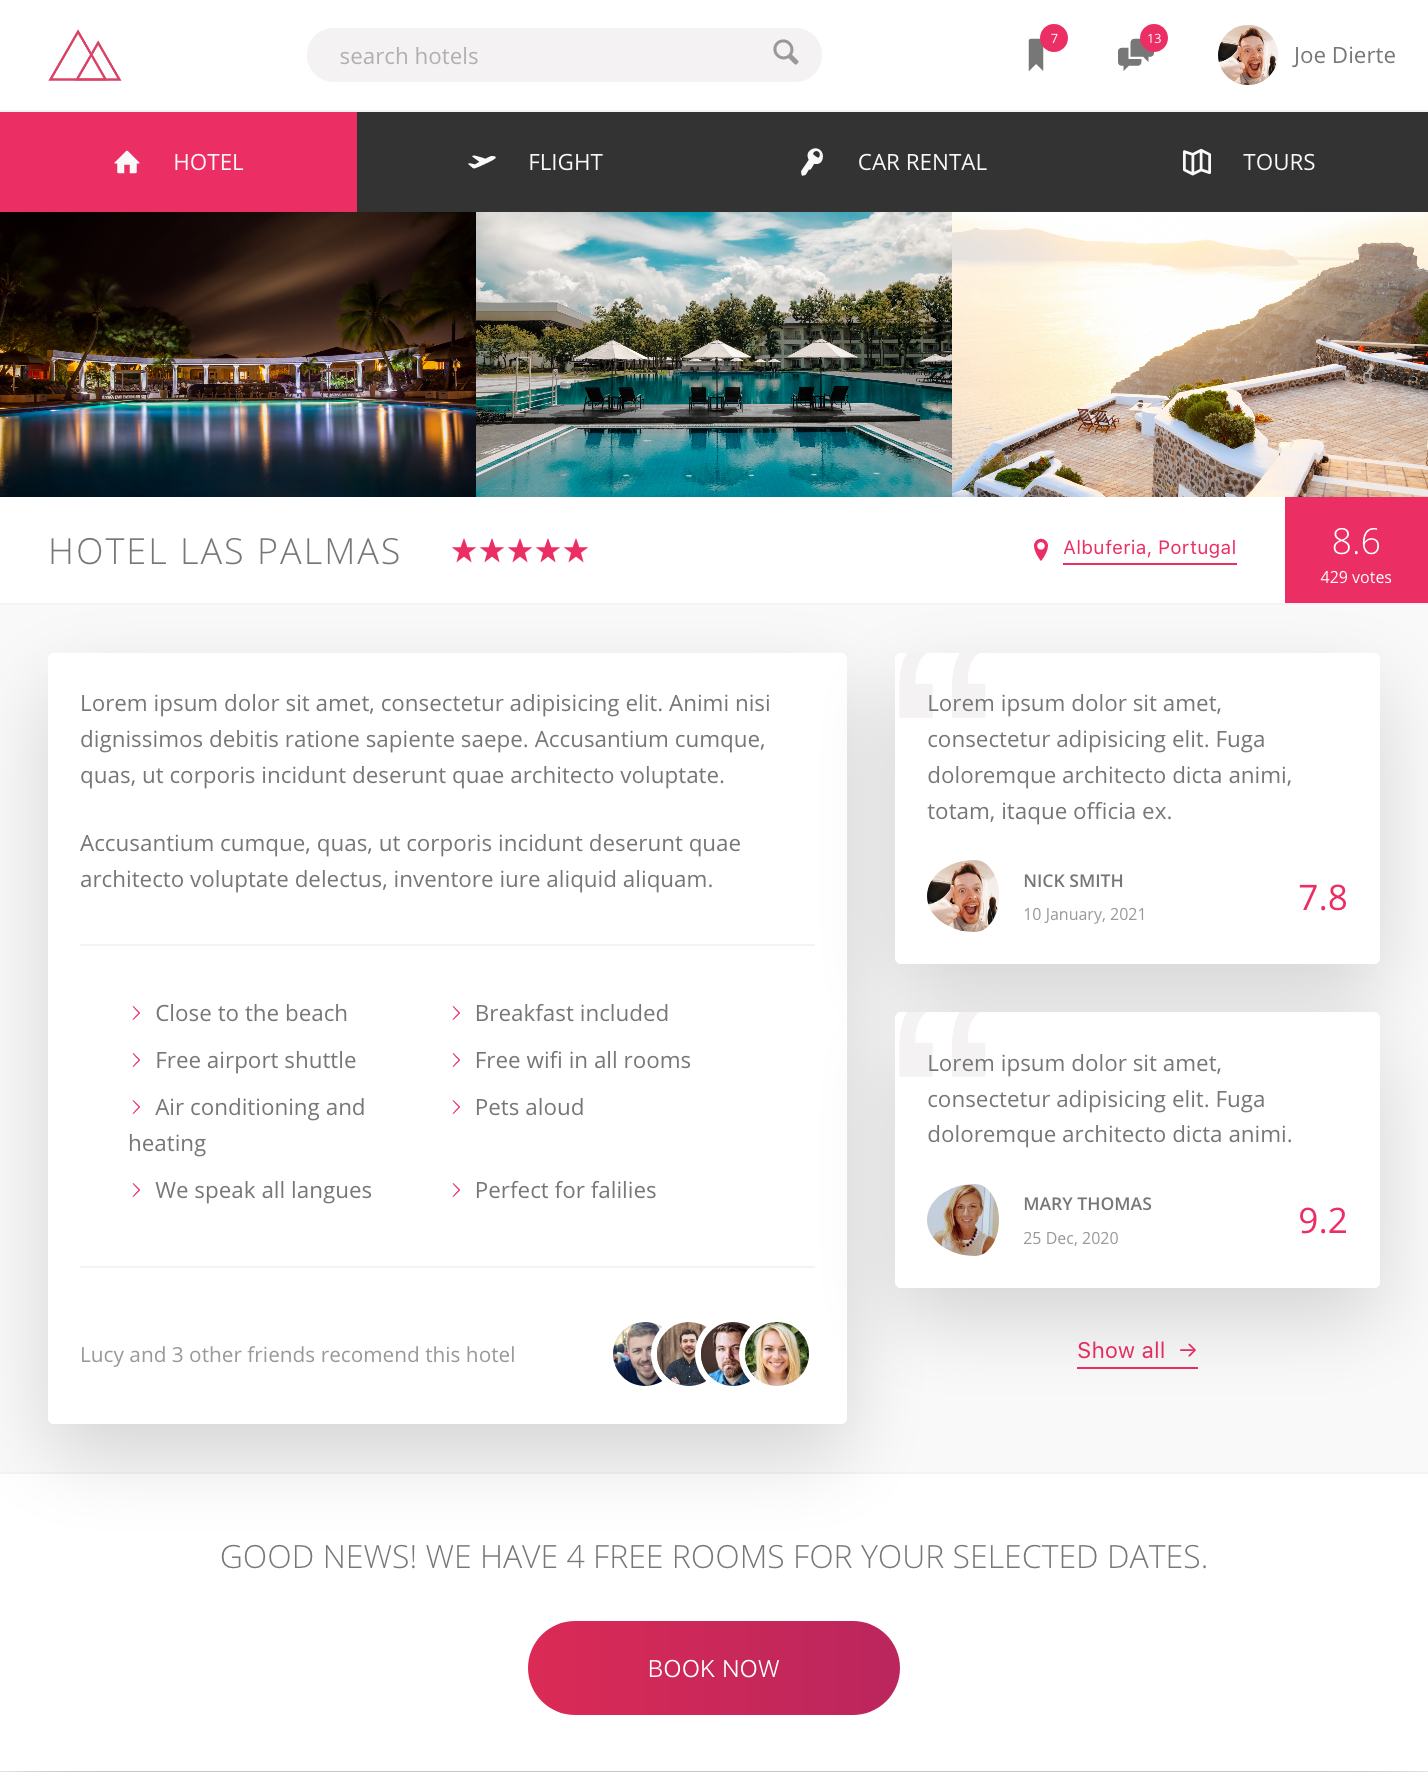 search hotels
7
13
Joe Dierte
HOTEL
FLIGHT
CAR RENTAL
TOURS
HOTEL LAS PALMAS
Albuferia, Portugal
8.6
429 votes
Lorem ipsum dolor sit amet, consectetur adipisicing elit. Animi nisi
dignissimos debitis ratione sapiente saepe. Accusantium cumque,
quas, ut corporis incidunt deserunt quae architecto voluptate.
Accusantium cumque, quas, ut corporis incidunt deserunt quae
architecto voluptate delectus, inventore iure aliquid aliquam.
Close to the beach
Breakfast included
Free airport shuttle
Free wifi in all rooms
Air conditioning and
heating
Pets aloud
We speak all langues
Perfect for falilies
Lucy and 3 other friends recomend this hotel
“
Lorem ipsum dolor sit amet,
consectetur adipisicing elit. Fuga
doloremque architecto dicta animi,
totam, itaque officia ex.
NICK SMITH
10 January, 2021
7.8
“
Lorem ipsum dolor sit amet,
consectetur adipisicing elit. Fuga
doloremque architecto dicta animi.
MARY THOMAS
25 Dec, 2020
9.2
Show all →
GOOD NEWS! WE HAVE 4 FREE ROOMS FOR YOUR SELECTED DATES.
BOOK NOW